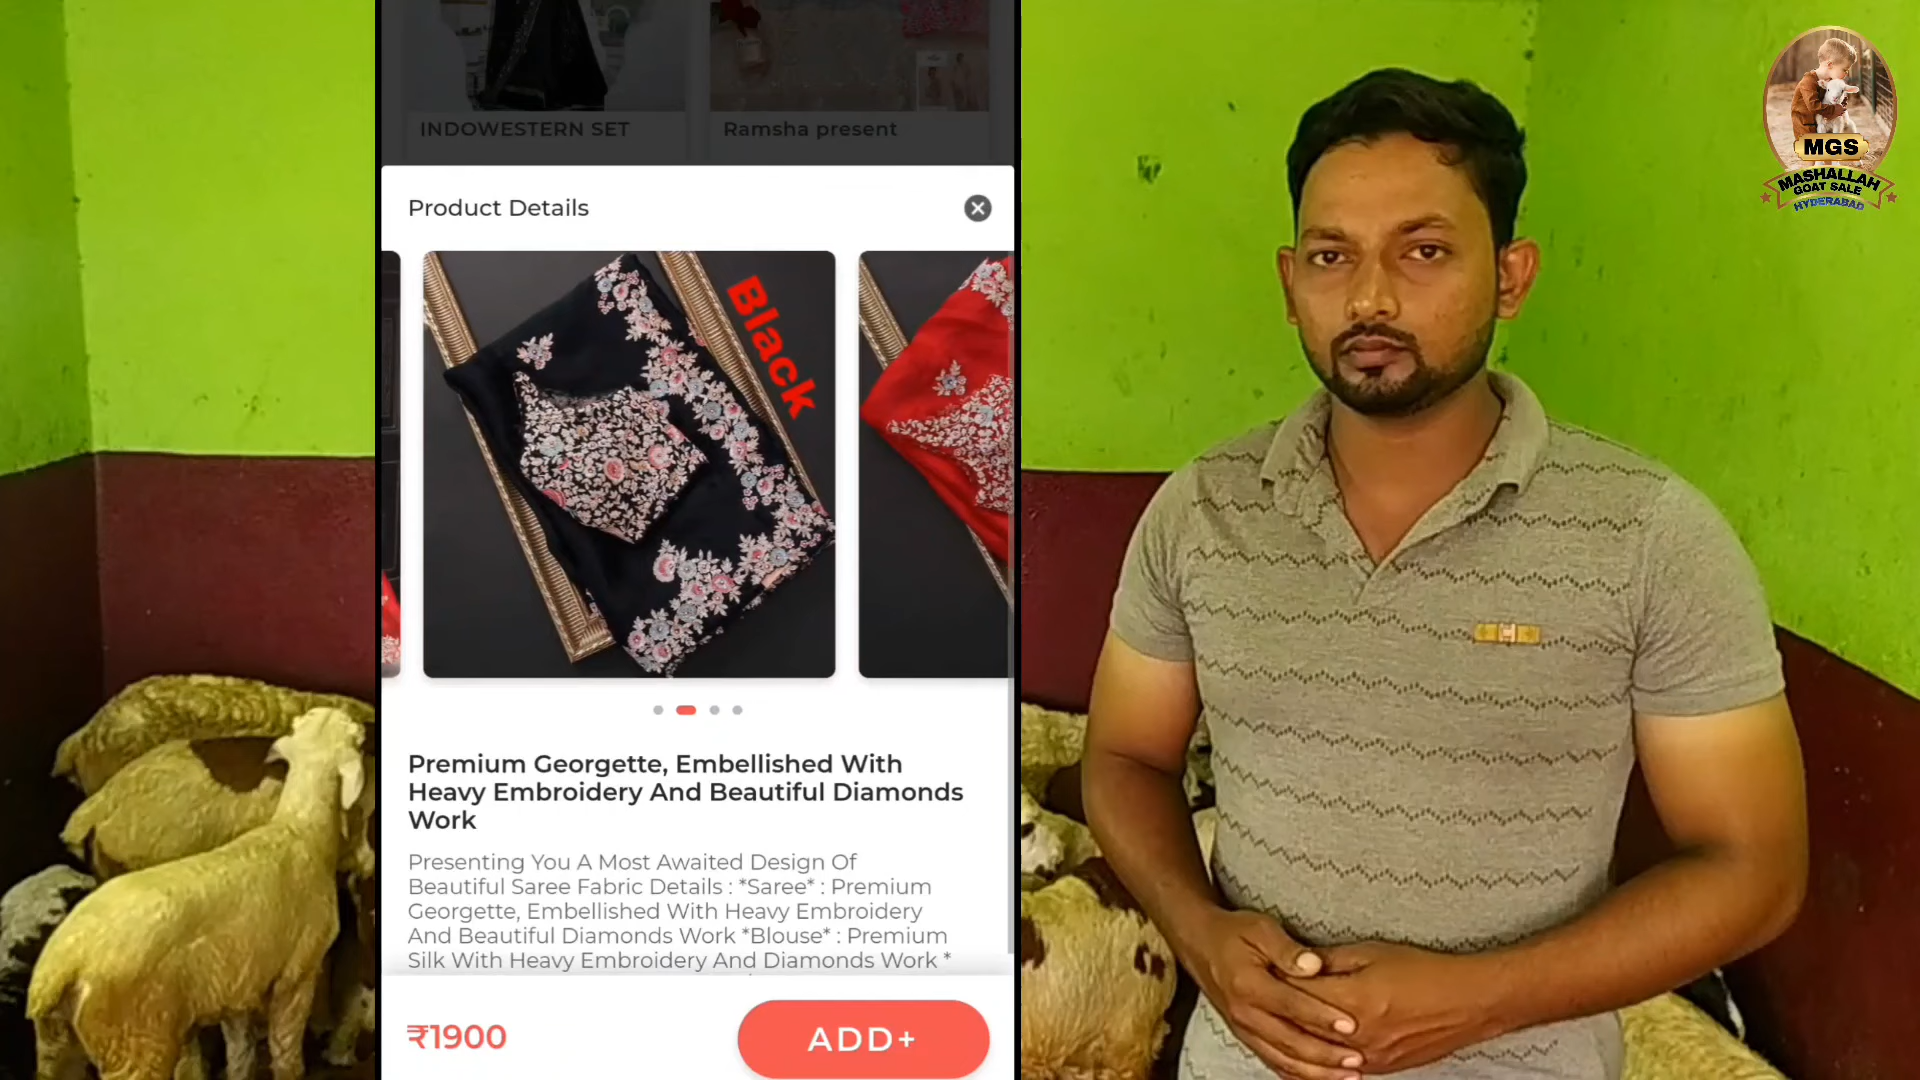 INDOWESTERN SET
Ramsha present
Product Details
Black
Premium Georgette, Embellished With
Heavy Embroidery And Beautiful Diamonds
Work
Presenting You A Most Awaited Design Of
Beautiful Saree Fabric Details : *Saree* : Premium
Georgette, Embellished With Heavy Embroidery
And Beautiful Diamonds Work *Blouse* : Premium
Silk With Heavy Embroidery And Diamonds Work *
₹1900
ADD+
MGS
MASHALLAH
GOAT SALE
HYDERABAD